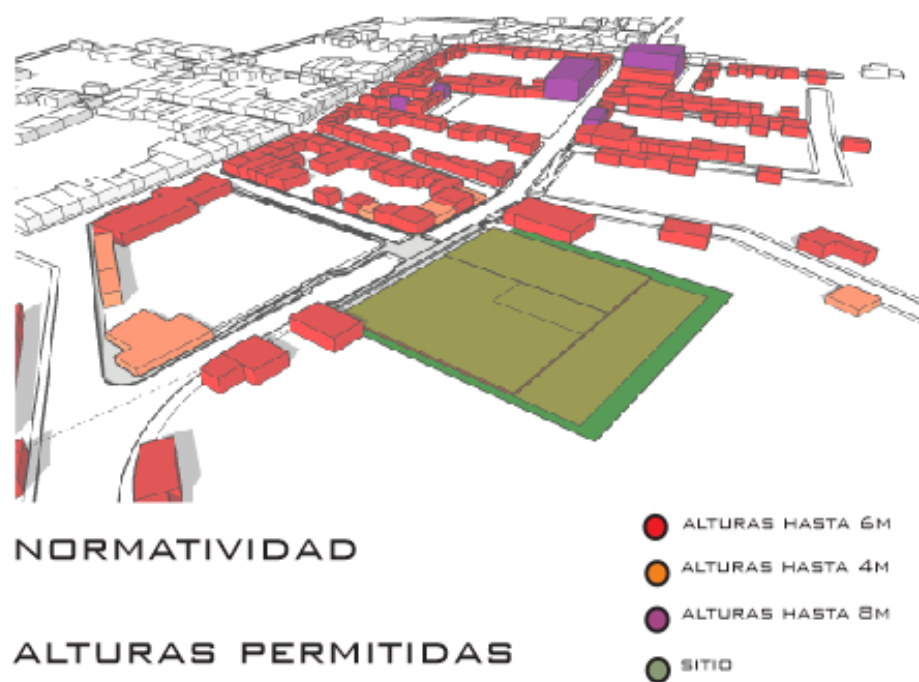 NORMATIVIDAD
ALTURAS PERMITIDAS
ALTURAS HASTA 6M
ALTURAS HASTA 4M
ALTURAS HASTA 8M
SITIO